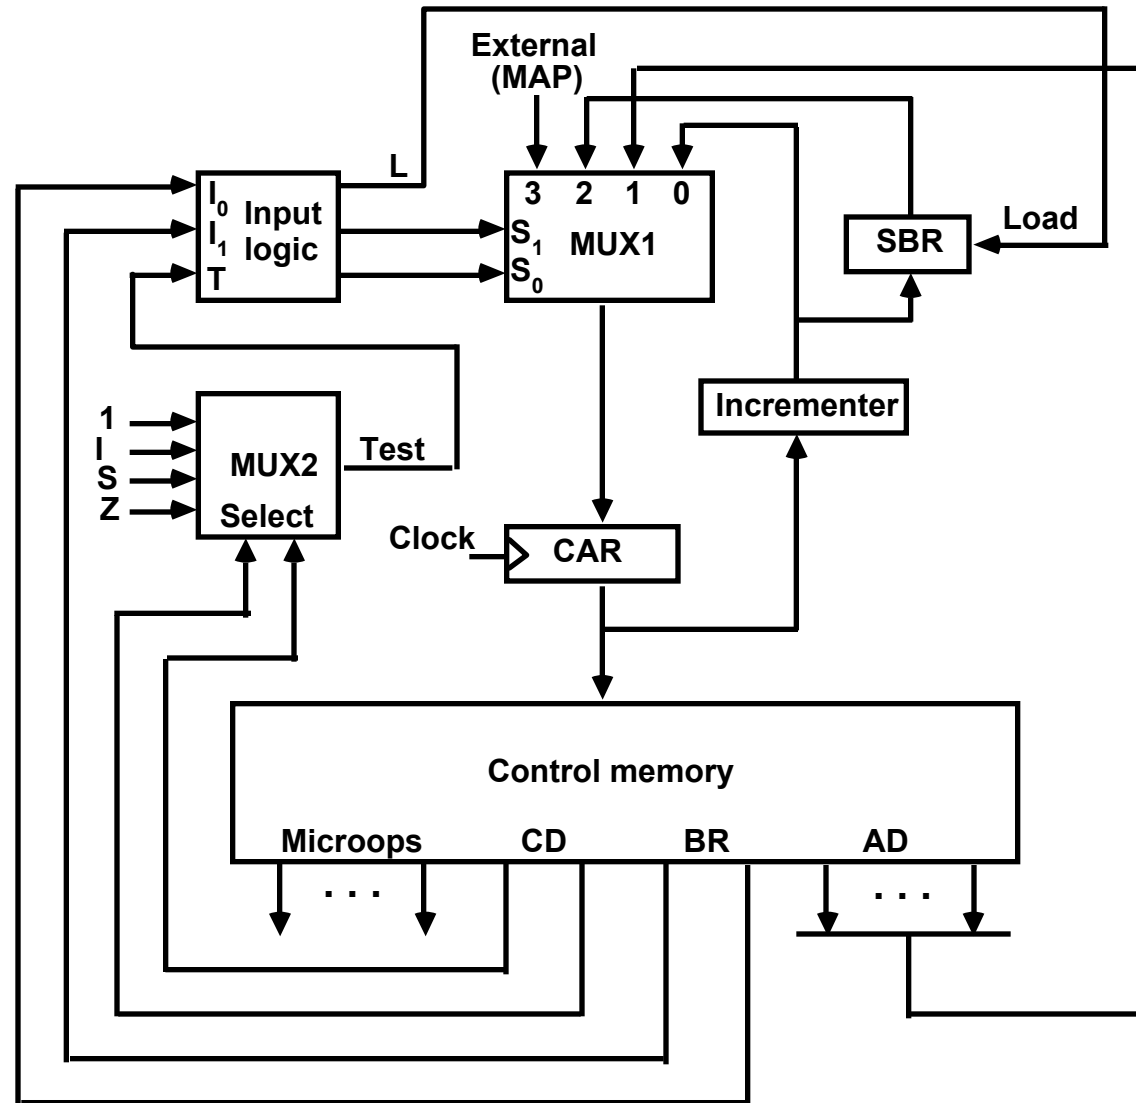 External
(MAP)
L
I0
Input
logic
I1
T
3 2 1 0
S1
MUX1
S0
SBR
Load
Incrementer
1
I
S
Z
MUX2
Select
Test
Clock
CAR
Control memory
Microops CD BR AD
. . .
. . .